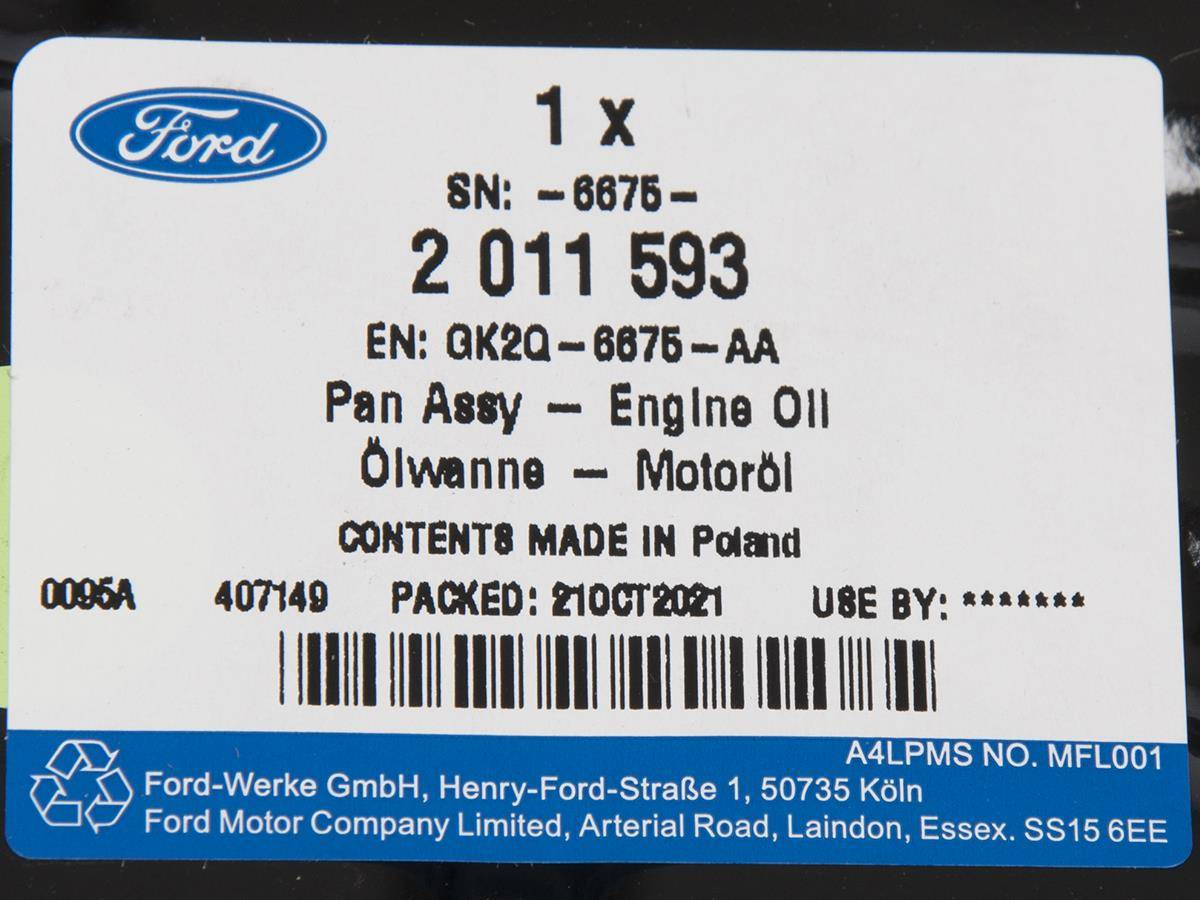 Ford
1 x
SN: -6675-
2 011 593
EN: GK2Q-6675-AA
Pan Assy - Engine Oil
Ölwanne - Motoröl
CONTENTS MADE IN Poland
0095A 407149 PACKED: 21OCT2021 USE BY: *******
A4LPMS NO. MFL001
Ford-Werke GmbH, Henry-Ford-Straße 1, 50735 Köln
Ford Motor Company Limited, Arterial Road, Laindon, Essex. SS15 6EE